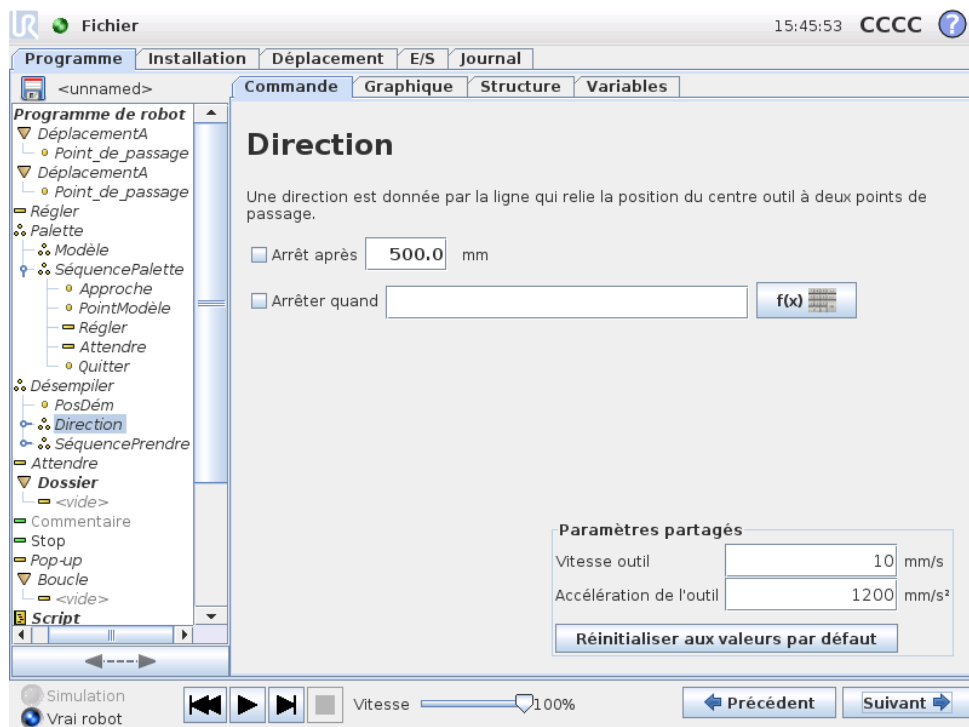 UR Fichier 15:45:53 CCCC ?
Programme Installation Déplacement E/S Journal
<unnamed> Commande Graphique Structure Variables
Programme de robot
DéplacementA
Point_de_passage
DéplacementA
Point_de_passage
Régler
Palette
Modèle
SéquencePalette
Approche
PointModèle
Régler
Attendre
Quitter
Désempiler
PosDém
Direction
SéquencePrendre
Attendre
Dossier
<vide>
Commentaire
Stop
Pop-up
Boucle
<vide>
Script
Direction
Une direction est donnée par la ligne qui relie la position du centre outil à deux points de
passage.
Arrêt après 500.0 mm
Arrêter quand f(x)
Paramètres partagés
Vitesse outil 10 mm/s
Accélération de l'outil 1200 mm/s²
Réinitialiser aux valeurs par défaut
Simulation
Vrai robot
Vitesse 100%
Précédent Suivant